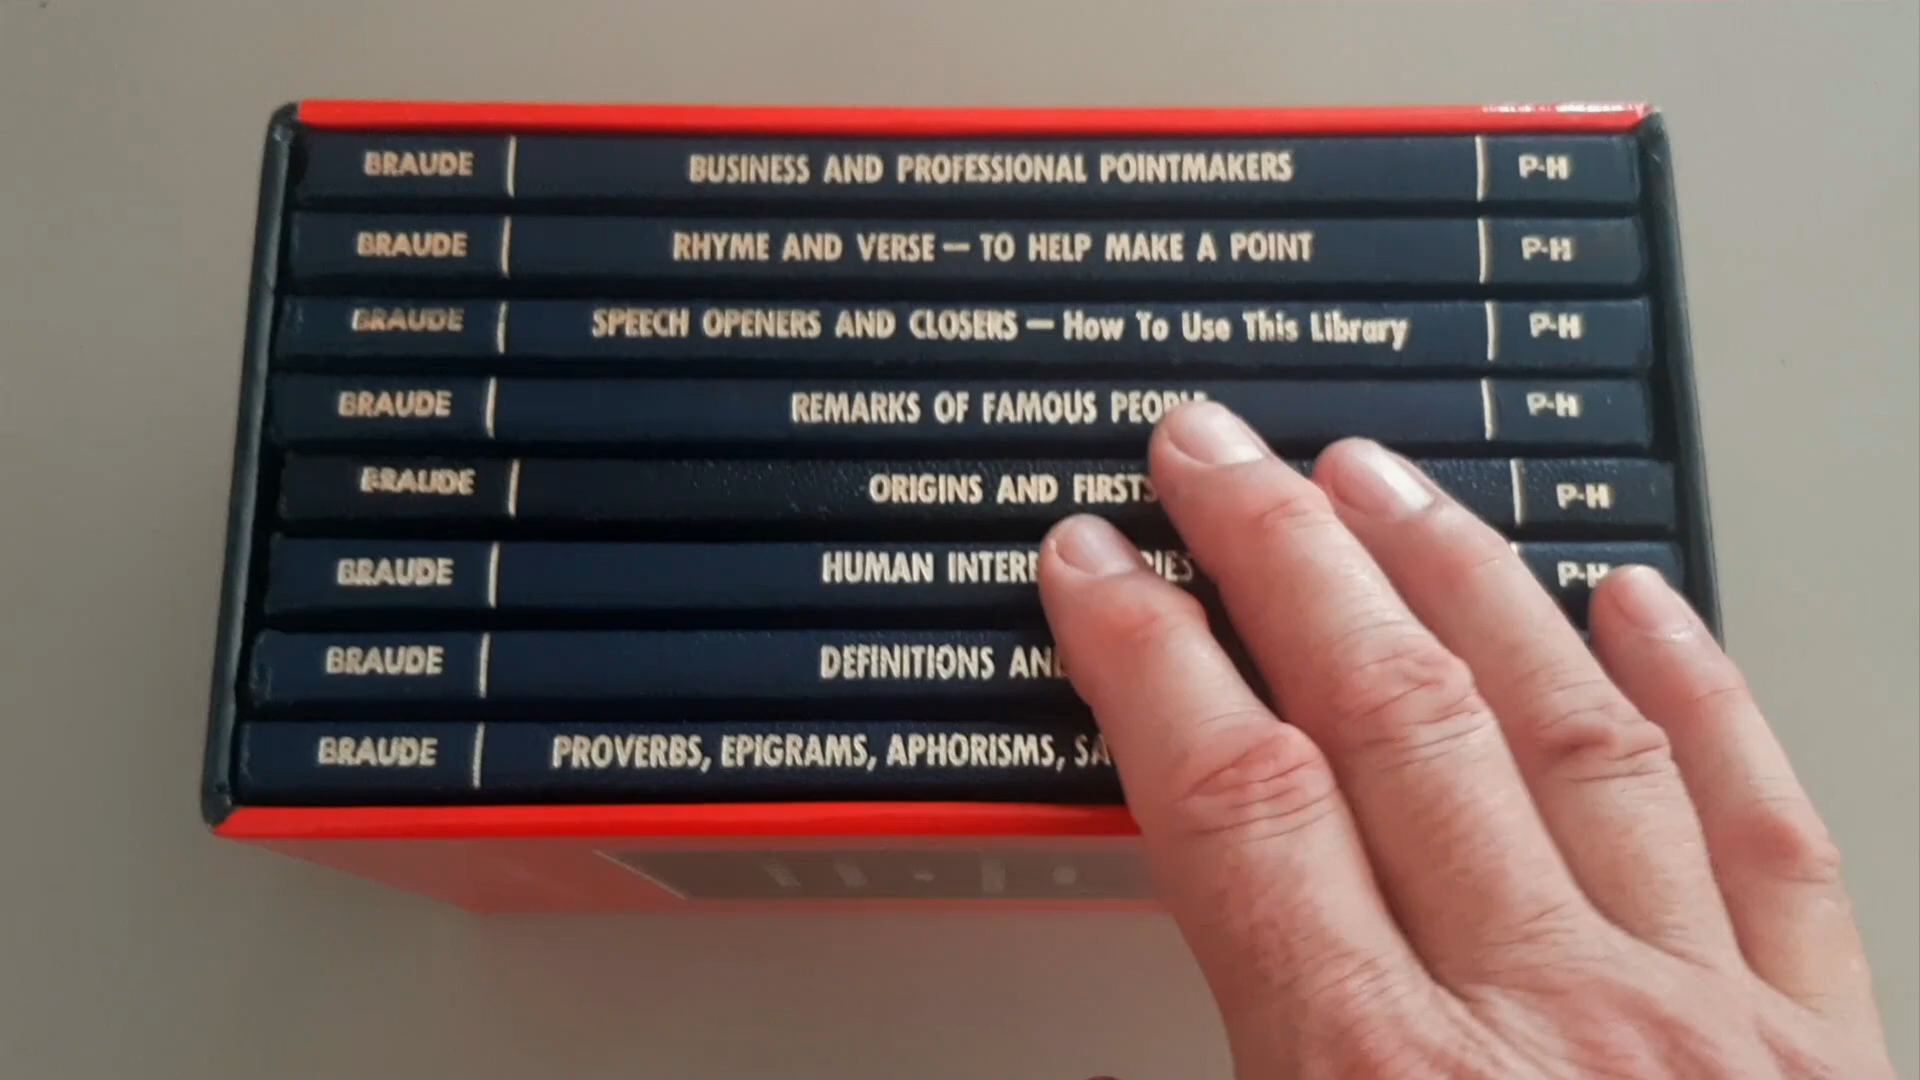 BRAUDE BUSINESS AND PROFESSIONAL POINTMAKERS P-H
BRAUDE RHYME AND VERSE — TO HELP MAKE A POINT P-H
BRAUDE SPEECH OPENERS AND CLOSERS — How To Use This Library P-H
BRAUDE REMARKS OF FAMOUS P-H
BRAUDE ORIGINS AND FIRSTS P-H
BRAUDE HUMAN P-H
BRAUDE DEFINITIONS
BRAUDE PROVERBS, EPIGRAMS, APHORISMS,